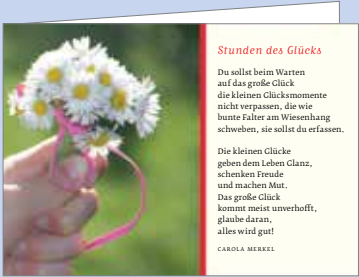 Stunden des Glücks
Du sollst beim Warten
auf das große Glück
die kleinen Glücksmomente
nicht verpassen, die wie
bunte Falter am Wiesenhang
schweben, sie sollst du erfassen.
Die kleinen Glücke
geben dem Leben Glanz,
schenken Freude
und machen Mut.
Das große Glück
kommt meist unverhofft,
glaube daran,
alles wird gut!
CAROLA MERKEL